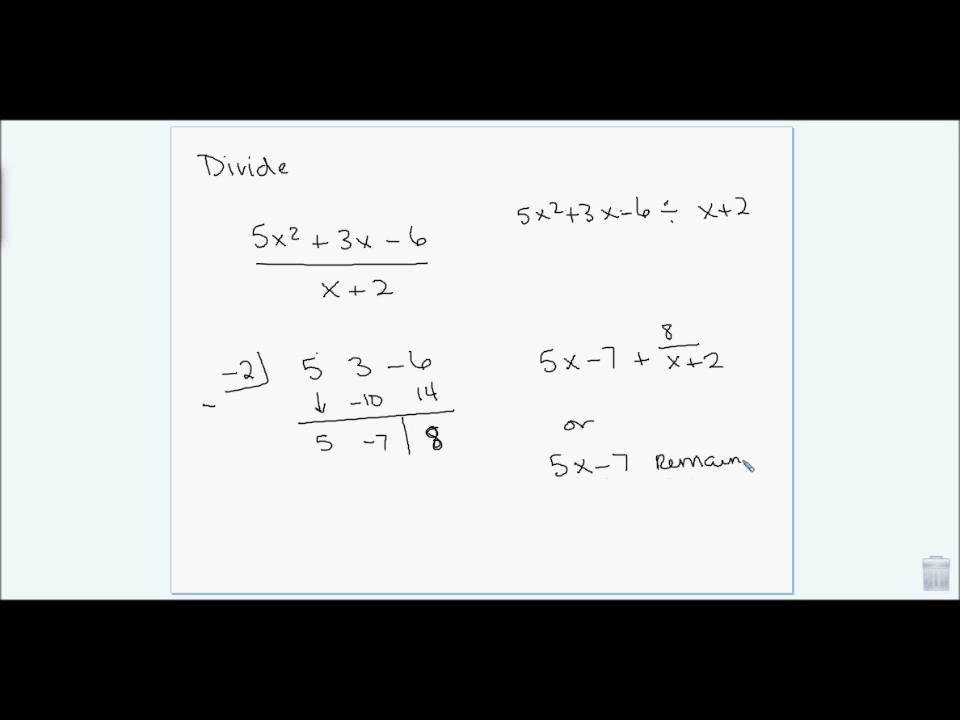 Divide
5x² + 3x - 6
x + 2
5x²+3x-6 ÷ x+2
-2 5 3 -6
- ↓ -10 14
5 -7 | 8
8
5x - 7 + x+2
or
5x - 7 Remain